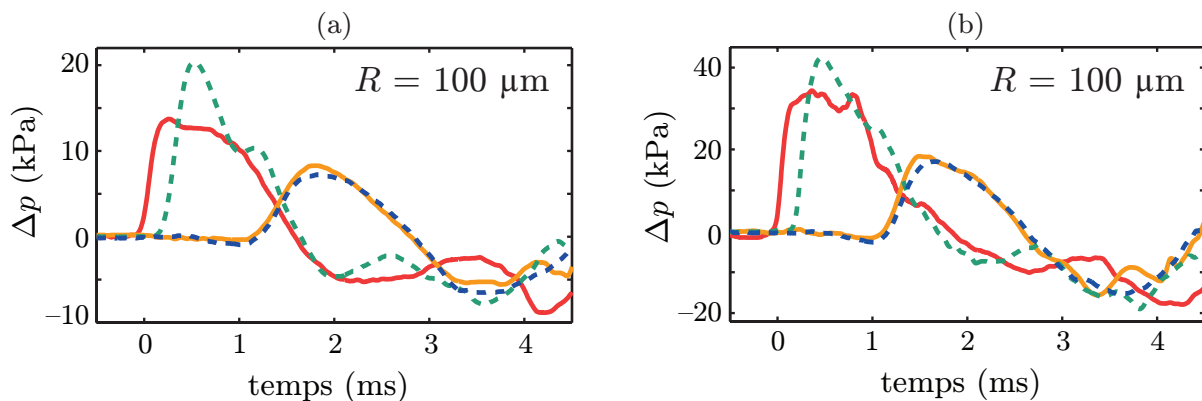 (a)
R = 100 µm
Δp (kPa)
20
10
0
−10
0 1 2 3 4
temps (ms)
(b)
R = 100 µm
Δp (kPa)
40
20
0
−20
0 1 2 3 4
temps (ms)